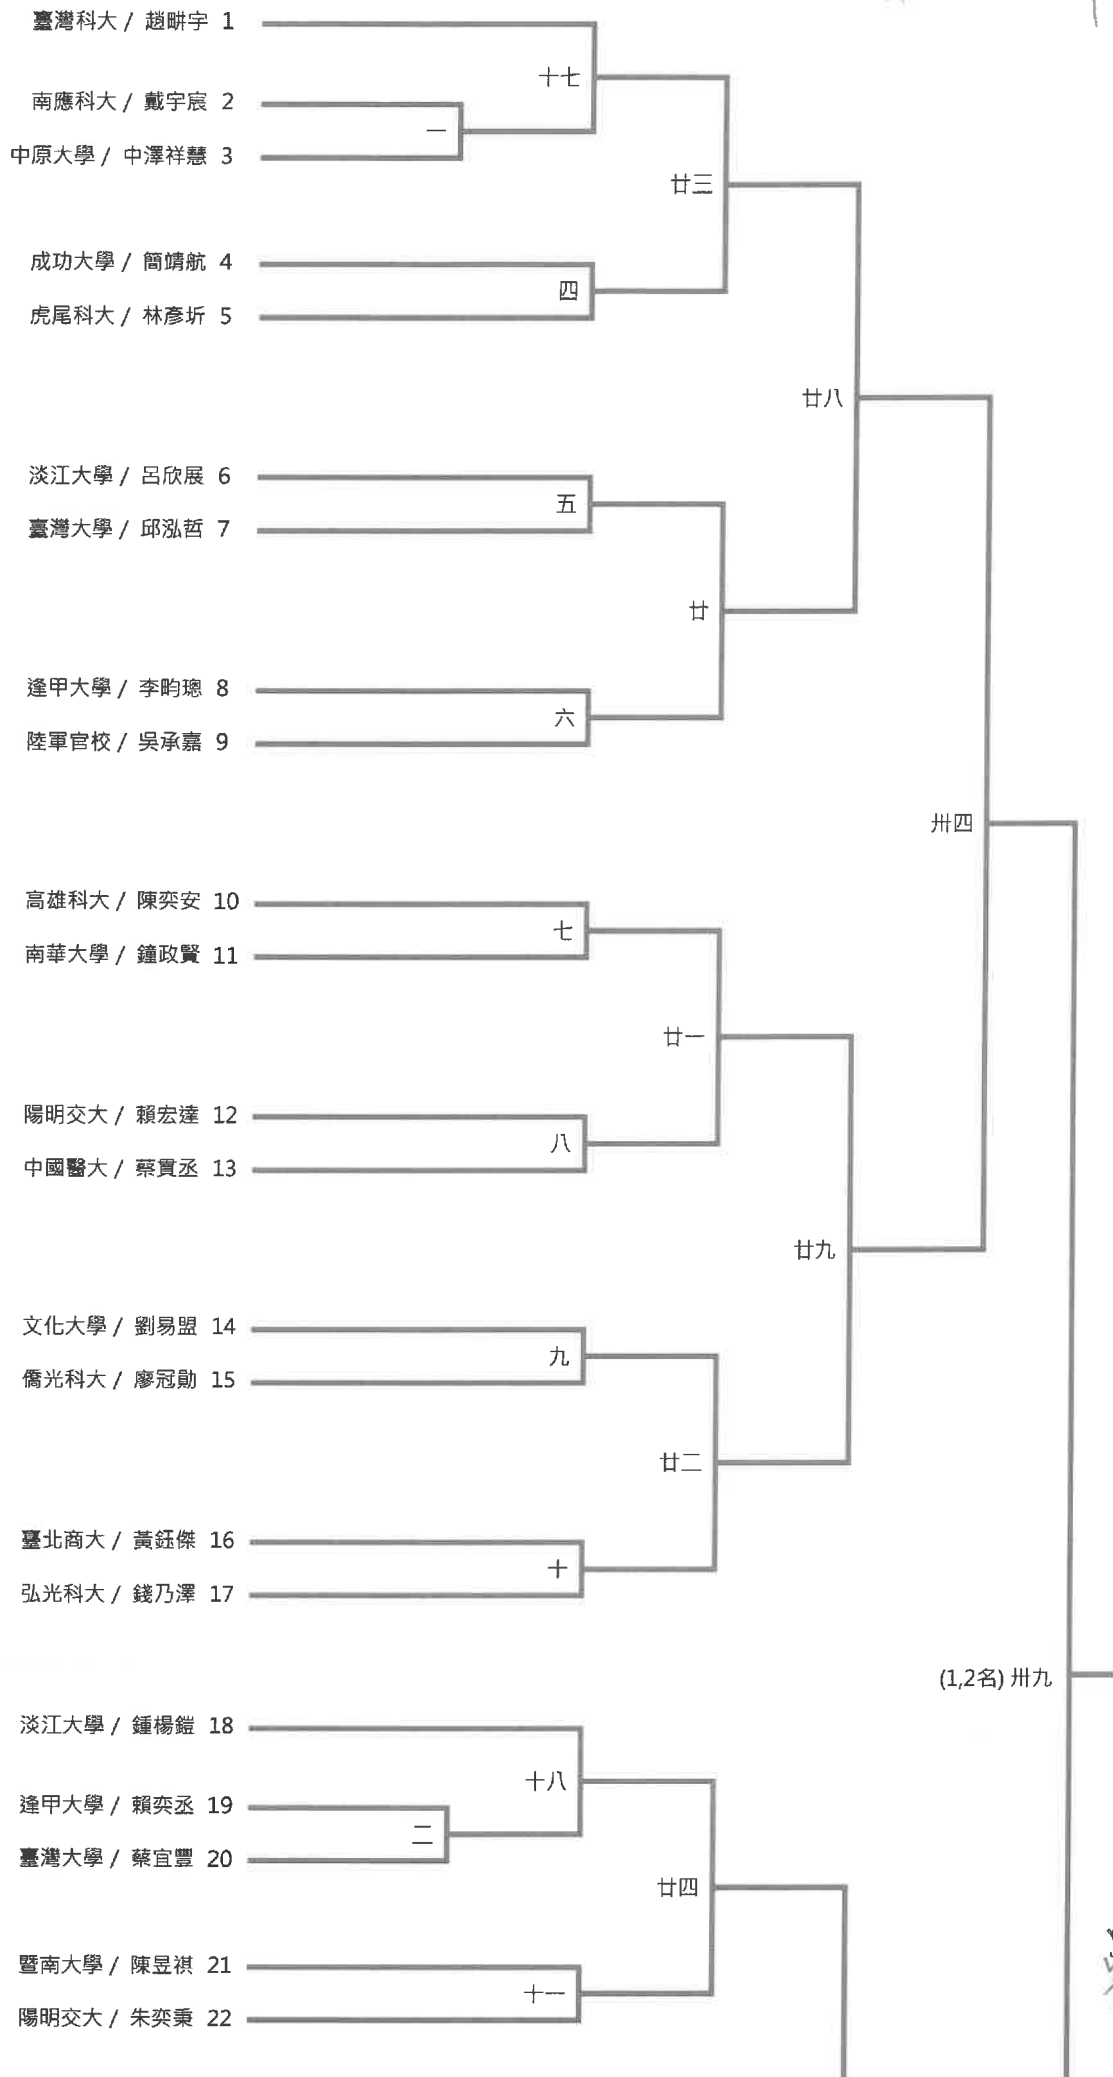 臺灣科大 / 趙畊宇 1
十七
南應科大 / 戴宇宸 2
一
中原大學 / 中澤祥慧 3
廿三
成功大學 / 簡靖航 4
四
虎尾科大 / 林彥圻 5
廿八
淡江大學 / 呂欣展 6
五
臺灣大學 / 邱泓哲 7
廿
逢甲大學 / 李畇璁 8
六
陸軍官校 / 吳承嘉 9
卅四
高雄科大 / 陳奕安 10
七
南華大學 / 鐘政賢 11
廿一
陽明交大 / 賴宏達 12
八
中國醫大 / 蔡貫丞 13
廿九
文化大學 / 劉易盟 14
九
僑光科大 / 廖冠勛 15
廿二
臺北商大 / 黃鈺傑 16
十
弘光科大 / 錢乃澤 17
(1,2名) 卅九
淡江大學 / 鍾楊鎧 18
十八
逢甲大學 / 賴奕丞 19
二
臺灣大學 / 蔡宜豐 20
廿四
暨南大學 / 陳昱祺 21
十一
陽明交大 / 朱奕秉 22